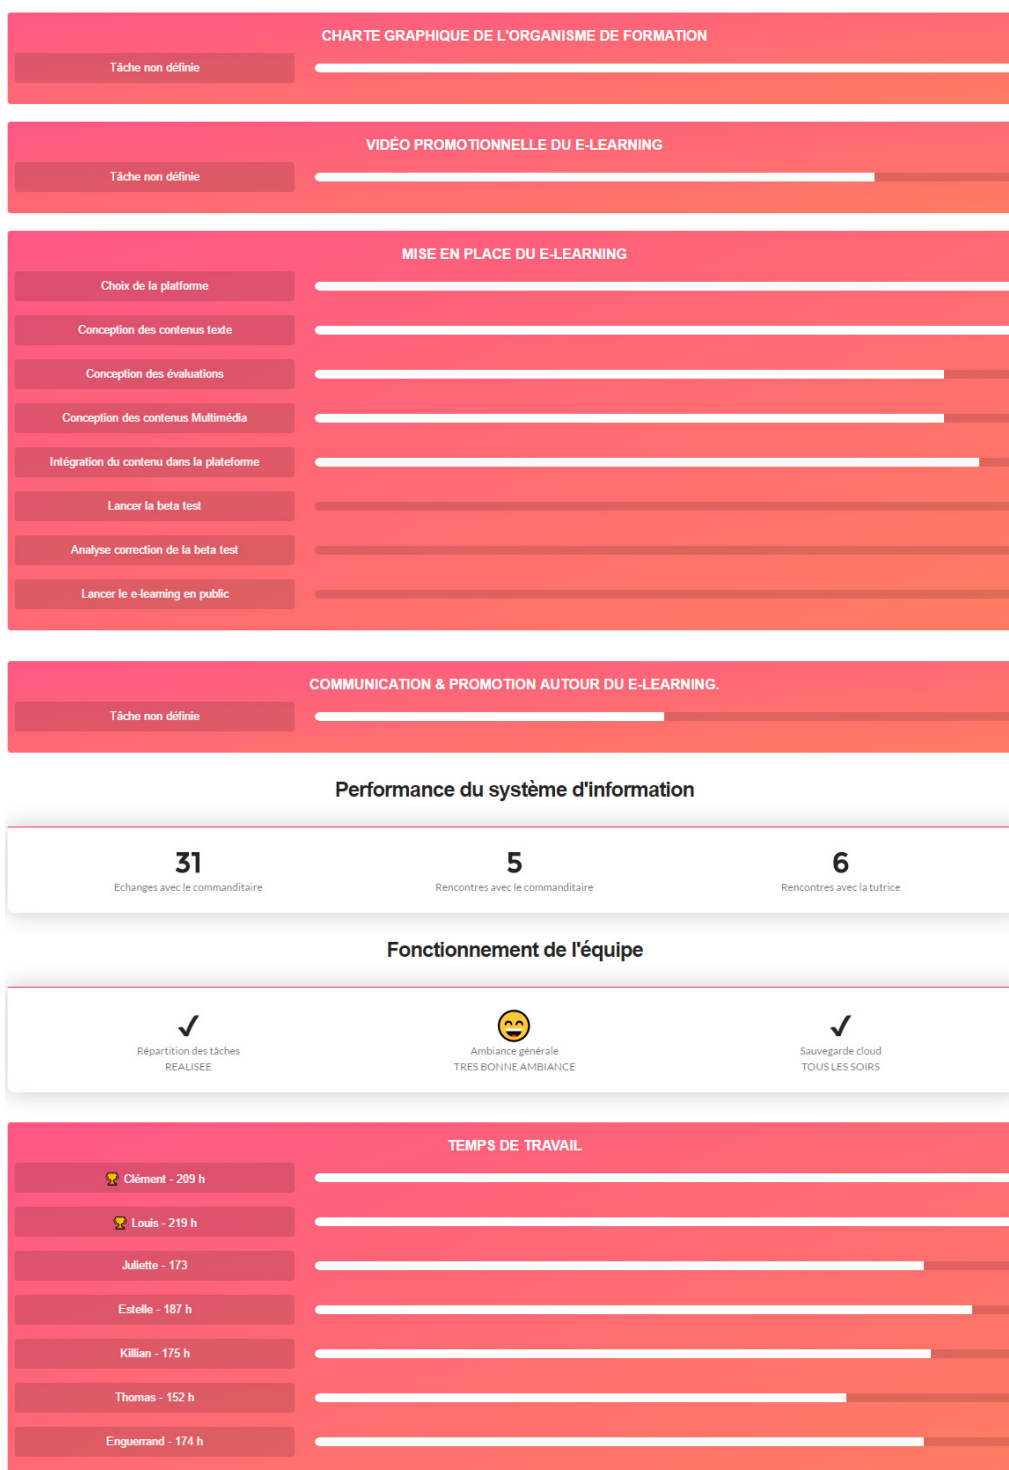 CHARTE GRAPHIQUE DE L'ORGANISME DE FORMATION
Tâche non définie
VIDÉO PROMOTIONNELLE DU E-LEARNING
Tâche non définie
MISE EN PLACE DU E-LEARNING
Choix de la platforme
Conception des contenus texte
Conception des évaluations
Conception des contenus Multimédia
Intégration du contenu dans la plateforme
Lancer la beta test
Analyse correction de la beta test
Lancer le e-learning en public
COMMUNICATION & PROMOTION AUTOUR DU E-LEARNING.
Tâche non définie
Performance du système d'information
31 5 6
Echanges avec le commanditaire Rencontres avec le commanditaire Rencontres avec la tutrice
Fonctionnement de l'équipe
Répartition des tâches Ambiance générale Sauvegarde cloud
REALISEE TRES BONNE AMBIANCE TOUS LES SOIRS
TEMPS DE TRAVAIL
Clément - 209 h
Louis - 219 h
Juliette - 173
Estelle - 187 h
Killian - 175 h
Thomas - 152 h
Enguerrand - 174 h